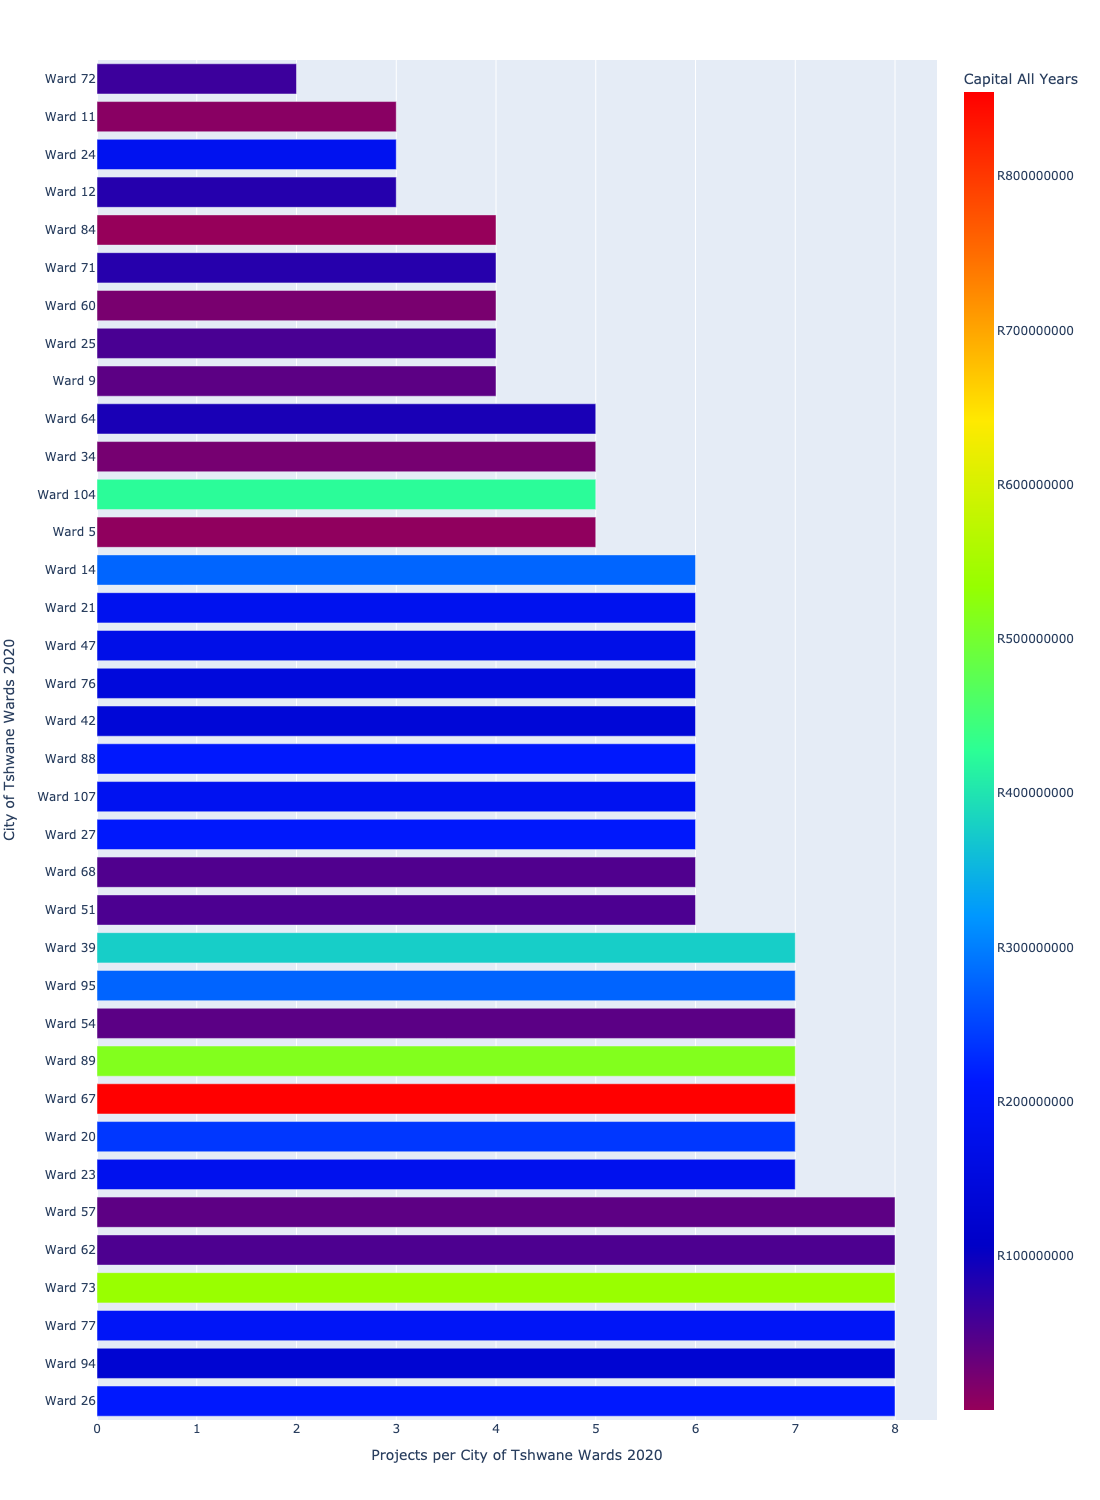 Capital All Years
Ward 72
Ward 11
Ward 24
Ward 12
Ward 84
Ward 71
Ward 60
Ward 25
Ward 9
Ward 64
Ward 34
Ward 104
Ward 5
Ward 14
Ward 21
Ward 47
Ward 76
Ward 42
Ward 88
Ward 107
Ward 27
Ward 68
Ward 51
Ward 39
Ward 95
Ward 54
Ward 89
Ward 67
Ward 20
Ward 23
Ward 57
Ward 62
Ward 73
Ward 77
Ward 94
Ward 26
City of Tshwane Wards 2020
0 1 2 3 4 5 6 7 8
Projects per City of Tshwane Wards 2020
R800000000
R700000000
R600000000
R500000000
R400000000
R300000000
R200000000
R100000000